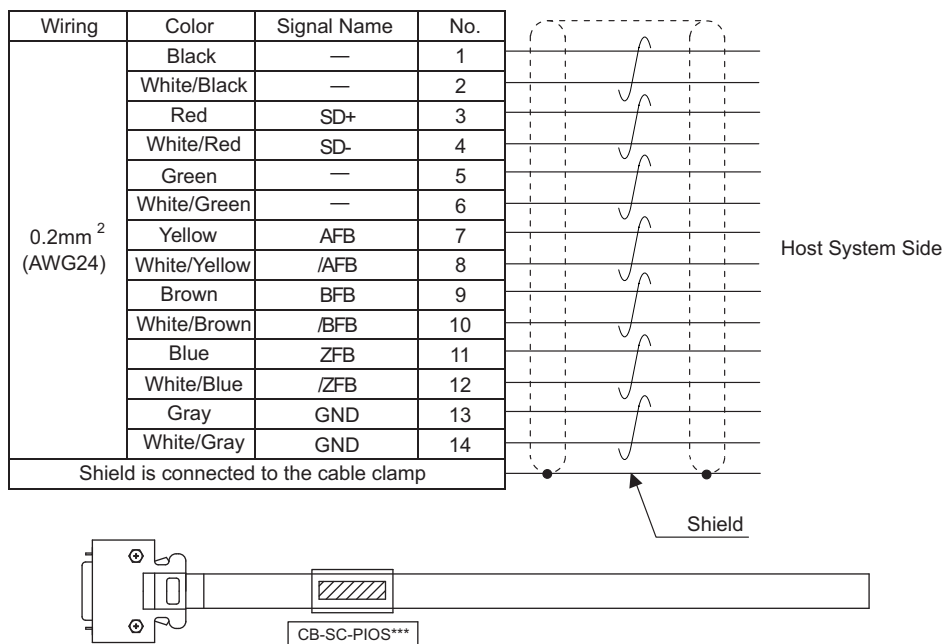 Wiring Color Signal Name No.
0.2mm 2
(AWG24)
Black — 1
White/Black — 2
Red SD+ 3
White/Red SD- 4
Green — 5
White/Green — 6
Yellow AFB 7
White/Yellow /AFB 8
Brown BFB 9
White/Brown /BFB 10
Blue ZFB 11
White/Blue /ZFB 12
Gray GND 13
White/Gray GND 14
Shield is connected to the cable clamp
Host System Side
Shield
CB-SC-PIOS***